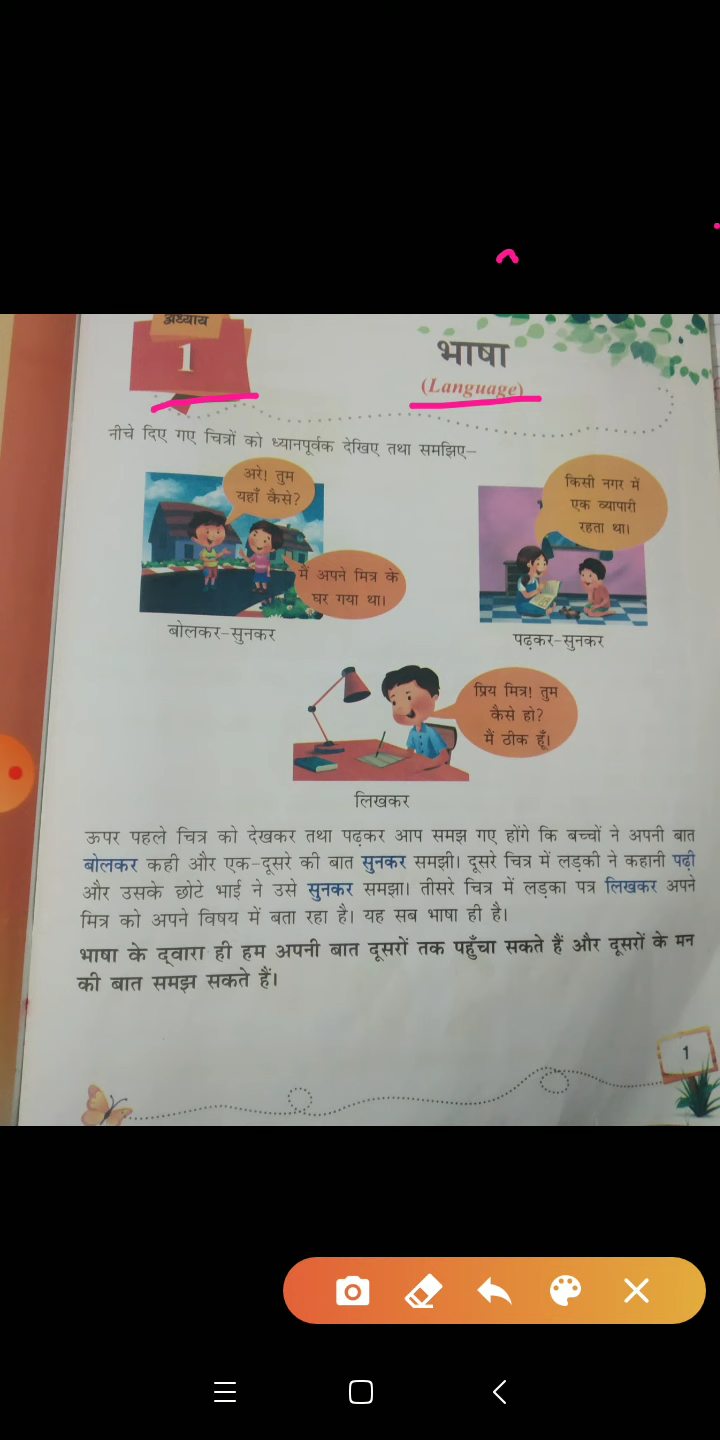 अध्याय
1
भाषा
(Language)
नीचे दिए गए चित्रों को ध्यानपूर्वक देखिए तथा समझिए–
अरे! तुम
यहाँ कैसे?
मैं अपने मित्र के
घर गया था।
बोलकर-सुनकर
किसी नगर में
एक व्यापारी
रहता था।
पढ़कर-सुनकर
प्रिय मित्र! तुम
कैसे हो?
मैं ठीक हूँ।
लिखकर
ऊपर पहले चित्र को देखकर तथा पढ़कर आप समझ गए होंगे कि बच्चों ने अपनी बात
बोलकर कही और एक-दूसरे की बात सुनकर समझी। दूसरे चित्र में लड़की ने कहानी पढ़ी
और उसके छोटे भाई ने उसे सुनकर समझा। तीसरे चित्र में लड़का पत्र लिखकर अपने
मित्र को अपने विषय में बता रहा है। यह सब भाषा ही है।
भाषा के द्वारा ही हम अपनी बात दूसरों तक पहुँचा सकते हैं और दूसरों के मन
की बात समझ सकते हैं।
1